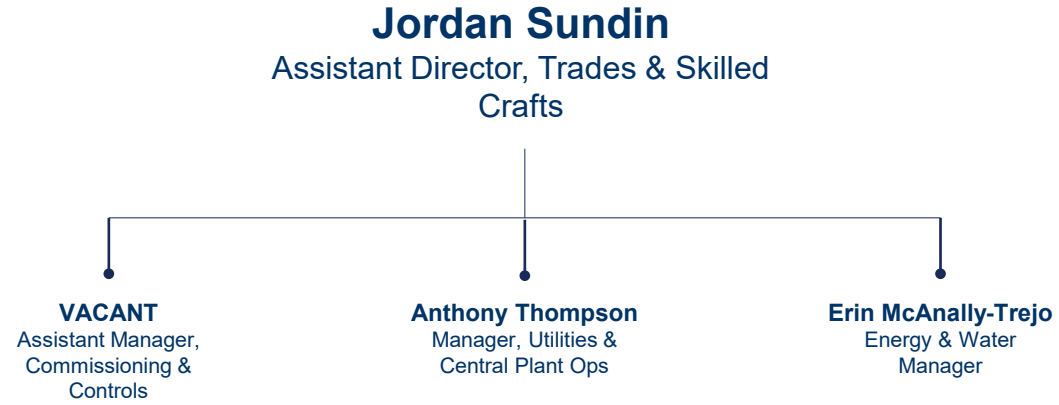 Jordan Sundin
Assistant Director, Trades & Skilled
Crafts
VACANT
Assistant Manager,
Commissioning &
Controls
Anthony Thompson
Manager, Utilities &
Central Plant Ops
Erin McAnally-Trejo
Energy & Water
Manager